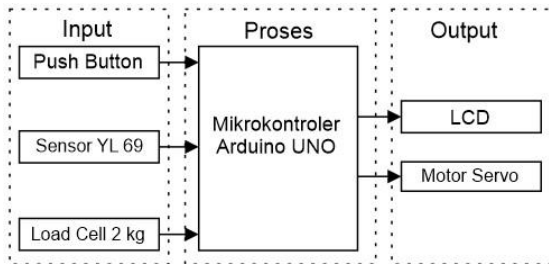 Input
Push Button
Sensor YL 69
Load Cell 2 kg
Proses
Mikrokontroler
Arduino UNO
Output
LCD
Motor Servo